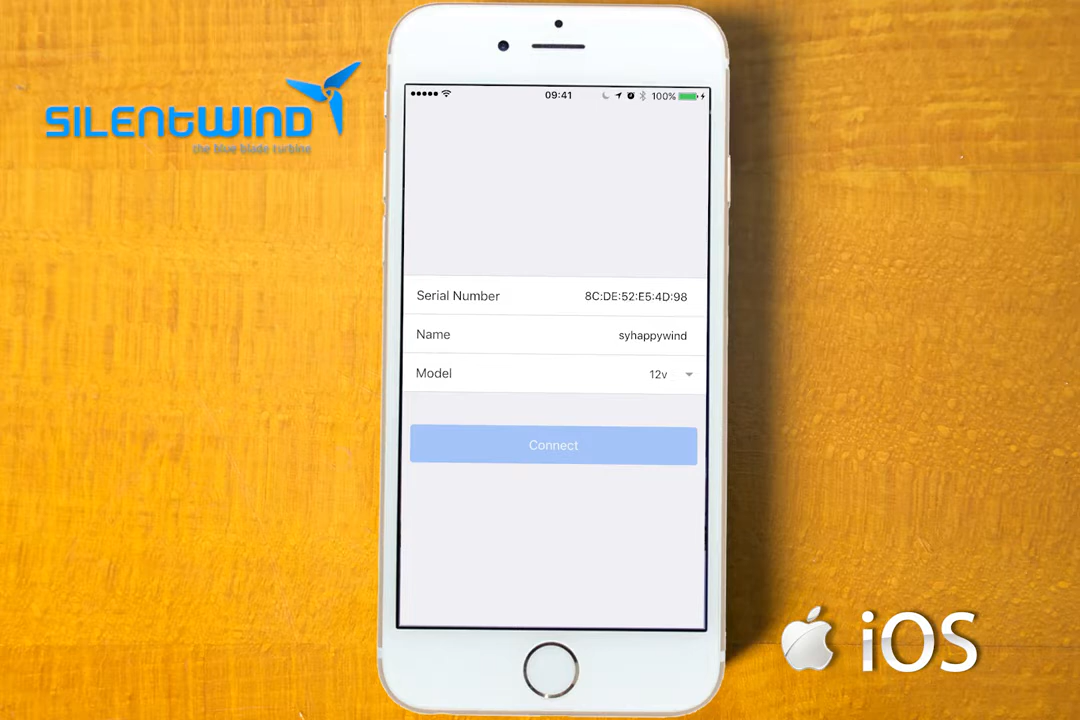 SILENTWIND
the blue blade turbine
09:41
100%
Serial Number 8C:DE:52:E5:4D:98
Name syhappywind
Model 12v
Connect
iOS